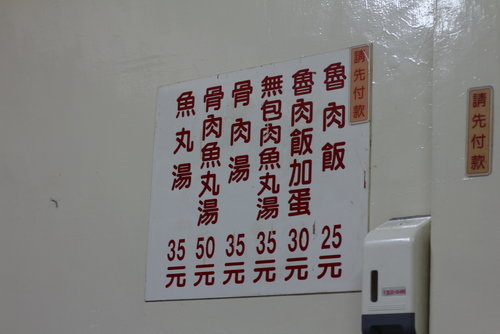 請先付款
魯肉飯 25元
魯肉飯加蛋 30元
無包肉魚丸湯 35元
骨肉湯 35元
骨肉魚丸湯 50元
魚丸湯 35元
請先付款